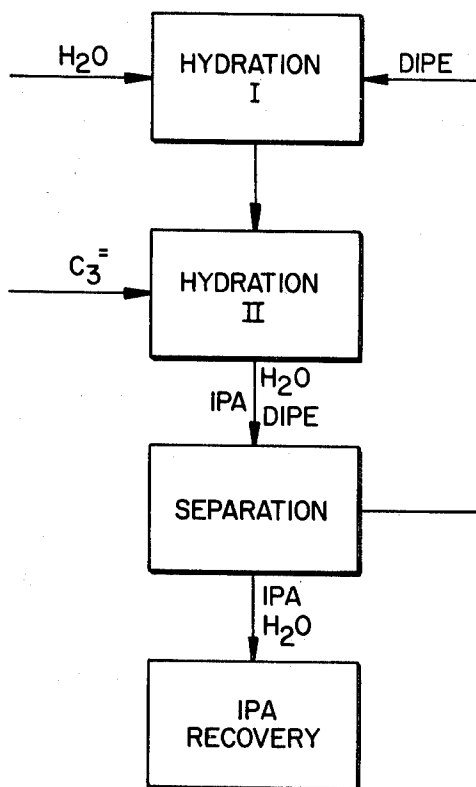 H2O
HYDRATION
I
DIPE
C3=
HYDRATION
II
H2O
IPA DIPE
SEPARATION
IPA
H2O
IPA
RECOVERY